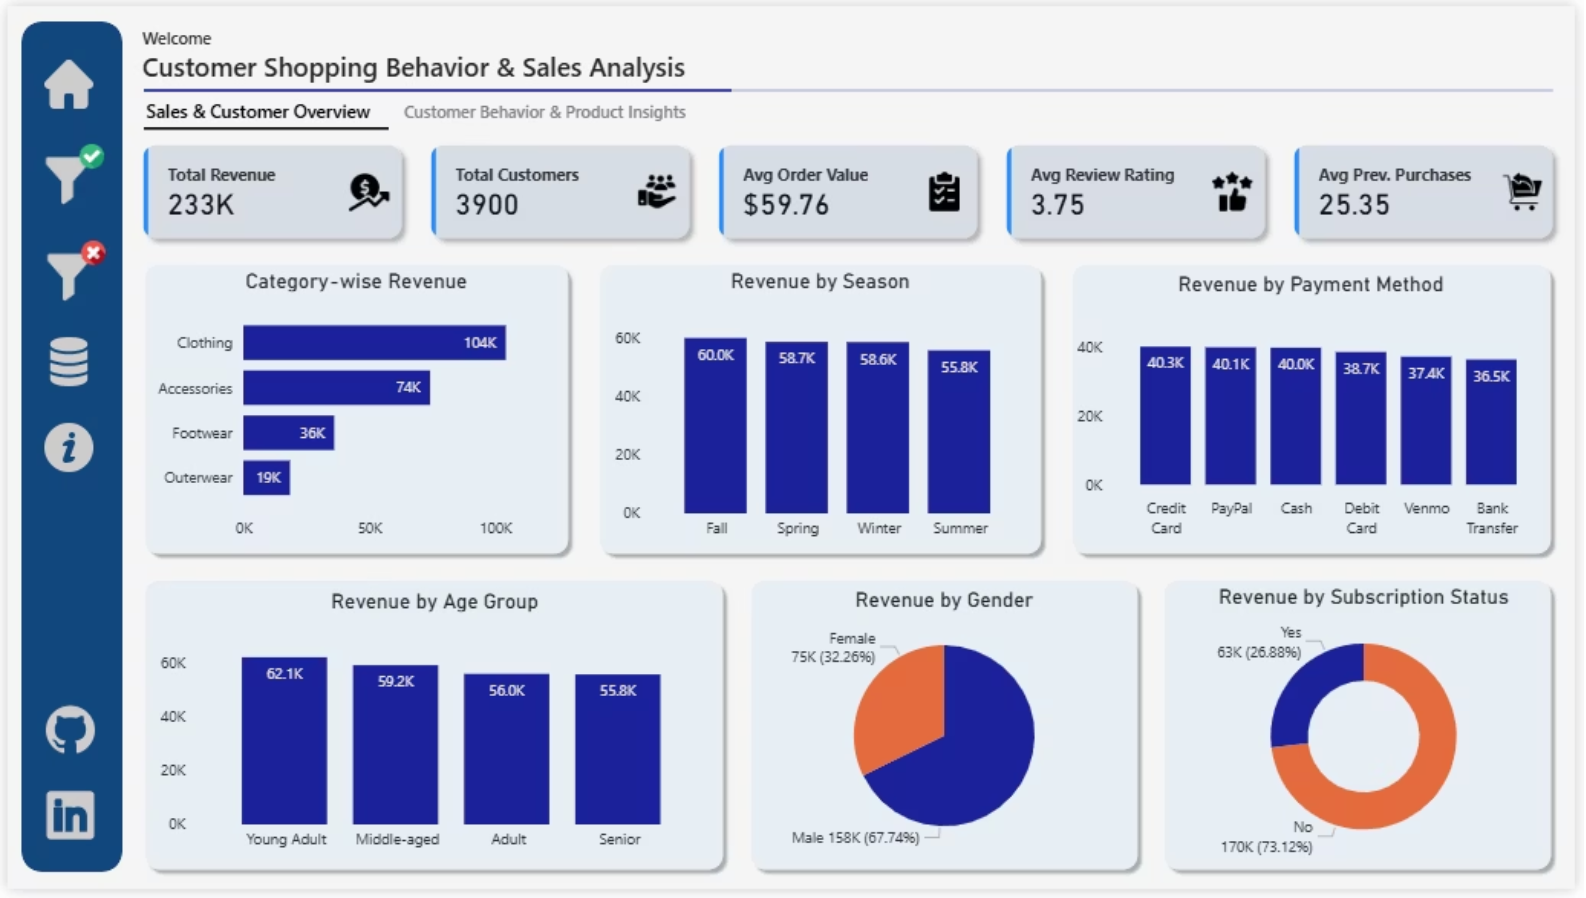 Welcome
Customer Shopping Behavior & Sales Analysis
Sales & Customer Overview
Customer Behavior & Product Insights
Total Revenue
233K
Total Customers
3900
Avg Order Value
$59.76
Avg Review Rating
3.75
Avg Prev. Purchases
25.35
Category-wise Revenue
Clothing
104K
Accessories
74K
Footwear
36K
Outerwear
19K
0K
50K
100K
Revenue by Season
60K
40K
20K
0K
60.0K
58.7K
58.6K
55.8K
Fall
Spring
Winter
Summer
Revenue by Payment Method
40K
20K
0K
40.3K
40.1K
40.0K
38.7K
37.4K
36.5K
Credit
Card
PayPal
Cash
Debit
Card
Venmo
Bank
Transfer
Revenue by Age Group
60K
40K
20K
0K
62.1K
59.2K
56.0K
55.8K
Young Adult
Middle-aged
Adult
Senior
Revenue by Gender
Female
75K (32.26%)
Male 158K (67.74%)
Revenue by Subscription Status
Yes
63K (26.88%)
No
170K (73.12%)
i
in
$